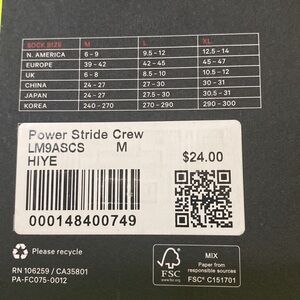 SOCK SIZE M L XL
N. AMERICA 6 - 9 9.5 - 12 12.5 - 14
EUROPE 39 - 42 42 - 45 45 - 47
UK 6 - 8 8.5 - 10 10.5 - 12
CHINA 24 - 27 27.5 - 30 30.5 - 31
JAPAN 24 - 27 27 - 30 30 - 31
KOREA 240 - 270 270 - 290 290 - 300
Power Stride Crew
LM9ASCS M
HIYE $24.00
000148400749
Please recycle
RN 106259 / CA35801
PA-FC075-0012
FSC
MIX
Paper from
responsible sources
FSC® C151701